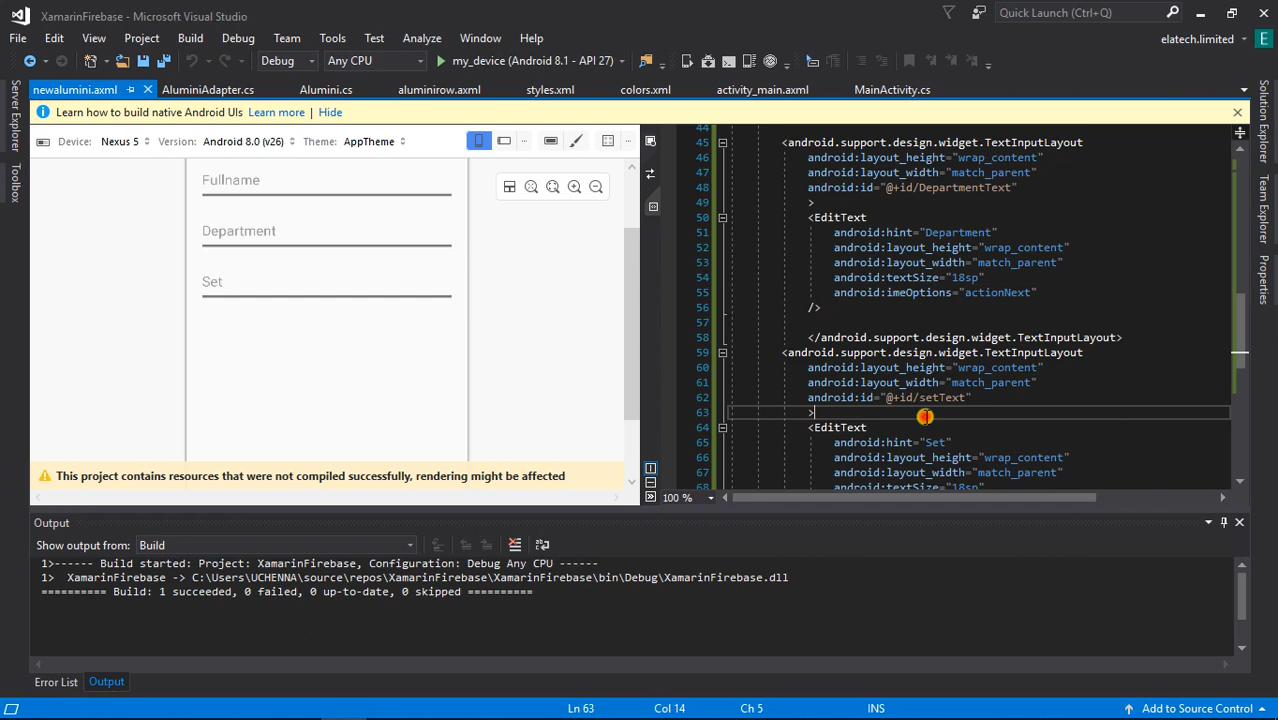 XamarinFirebase - Microsoft Visual Studio
Quick Launch (Ctrl+Q)
File Edit View Project Build Debug Team Tools Test Analyze Window Help
elatech.limited E
Debug Any CPU my_device (Android 8.1 - API 27)
newalumini.axml AluminiAdapter.cs Alumini.cs aluminirow.axml styles.xml colors.xml activity_main.axml MainActivity.cs
Server Explorer
Toolbox
Solution Explorer
Team Explorer
Properties
Learn how to build native Android UIs Learn more Hide
Device: Nexus 5 Version: Android 8.0 (v26) Theme: AppTheme
Fullname
Department
Set
This project contains resources that were not compiled successfully, rendering might be affected
44
45 <android.support.design.widget.TextInputLayout
46 android:layout_height="wrap_content"
47 android:layout_width="match_parent"
48 android:id="@+id/DepartmentText"
49 >
50 <EditText
51 android:hint="Department"
52 android:layout_height="wrap_content"
53 android:layout_width="match_parent"
54 android:textSize="18sp"
55 android:imeOptions="actionNext"
56 />
57
58 </android.support.design.widget.TextInputLayout>
59 <android.support.design.widget.TextInputLayout
60 android:layout_height="wrap_content"
61 android:layout_width="match_parent"
62 android:id="@+id/setText"
63 >
64 <EditText
65 android:hint="Set"
66 android:layout_height="wrap_content"
67 android:layout_width="match_parent"
68 android:textSize="18sp"
100 %
Output
Show output from: Build
1>------ Build started: Project: XamarinFirebase, Configuration: Debug Any CPU ------
1> XamarinFirebase -> C:\Users\UCHENNA\source\repos\XamarinFirebase\XamarinFirebase\bin\Debug\XamarinFirebase.dll
========== Build: 1 succeeded, 0 failed, 0 up-to-date, 0 skipped ==========
Error List Output
Ln 63 Col 14 Ch 5 INS Add to Source Control